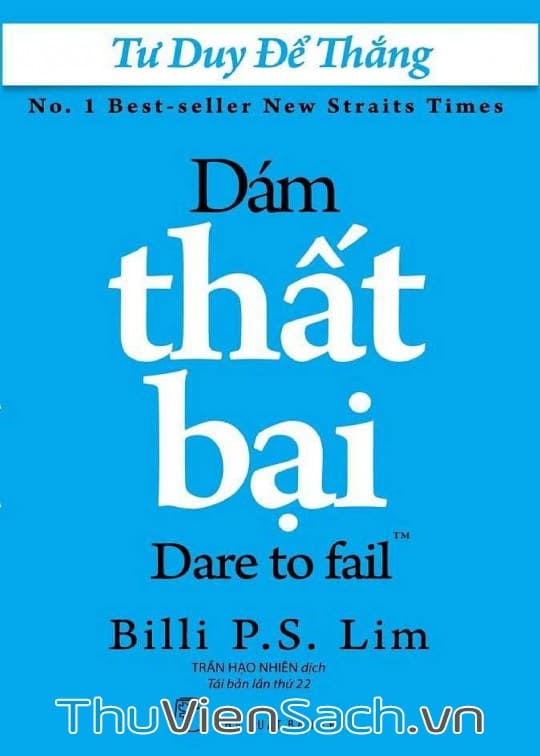 Tư Duy Để Thắng
No. 1 Best-seller New Straits Times
Dám
thất
bại
Dare to fail™
Billi P.S. Lim
TRẦN HẠO NHIÊN dịch
Tái bản lần thứ 22
ThuVienSach.vn